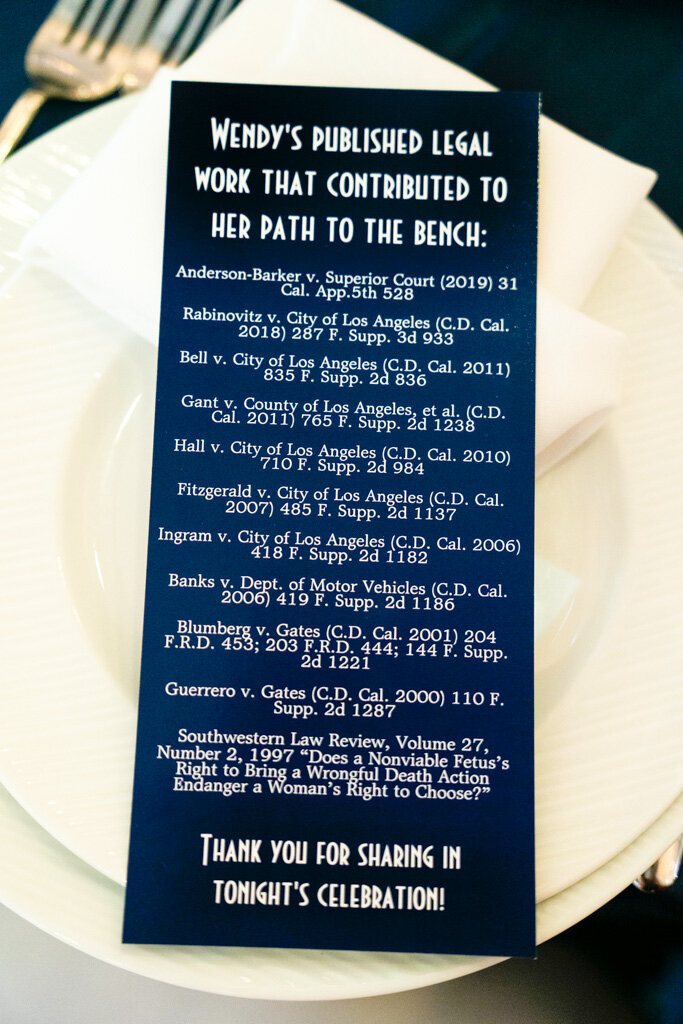 Wendy's published legal
work that contributed to
her path to the bench:
Anderson-Barker v. Superior Court (2019) 31
Cal. App.5th 528
Rabinovitz v. City of Los Angeles (C.D. Cal.
2018) 287 F. Supp. 3d 933
Bell v. City of Los Angeles (C.D. Cal. 2011)
835 F. Supp. 2d 836
Gant v. County of Los Angeles, et al. (C.D.
Cal. 2011) 765 F. Supp. 2d 1238
Hall v. City of Los Angeles (C.D. Cal. 2010)
710 F. Supp. 2d 984
Fitzgerald v. City of Los Angeles (C.D. Cal.
2007) 485 F. Supp. 2d 1137
Ingram v. City of Los Angeles (C.D. Cal. 2006)
418 F. Supp. 2d 1182
Banks v. Dept. of Motor Vehicles (C.D. Cal.
2006) 419 F. Supp. 2d 1186
Blumberg v. Gates (C.D. Cal. 2001) 204
F.R.D. 453; 203 F.R.D. 444; 144 F. Supp.
2d 1221
Guerrero v. Gates (C.D. Cal. 2000) 110 F.
Supp. 2d 1287
Southwestern Law Review, Volume 27,
Number 2, 1997 “Does a Nonviable Fetus’s
Right to Bring a Wrongful Death Action
Endanger a Woman’s Right to Choose?”
Thank you for sharing in
tonight's celebration!